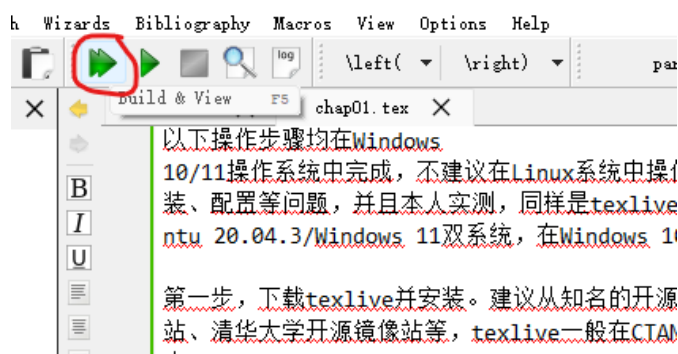 h Wizards Bibliography Macros View Options Help
log \left( \right) par
Build & View F5 chap01.tex
以下操作步骤均在Windows
B 10/11操作系统中完成，不建议在Linux系统中操作
I 装、配置等问题，并且本人实测，同样是texlive
U ntu 20.04.3/Windows 11双系统，在Windows 10
第一步，下载texlive并安装。建议从知名的开源
站、清华大学开源镜像站等，texlive一般在CTAN